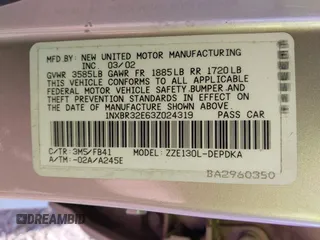 MFD.BY: NEW UNITED MOTOR MANUFACTURING
INC. 03/02
GVWR 3585LB GAWR FR 1885LB RR 1720LB
THIS VEHICLE CONFORMS TO ALL APPLICABLE
FEDERAL MOTOR VEHICLE SAFETY, BUMPER, AND
THEFT PREVENTION STANDARDS IN EFFECT ON
THE DATE OF MANUFACTURE SHOWN ABOVE.
1NXBR32E63Z024319 PASS CAR
C/TR: 3M5/FB41 MODEL: ZZE130L-DEPDKA
A/TM: -02A/A245E
BA2960350
DREAMBID